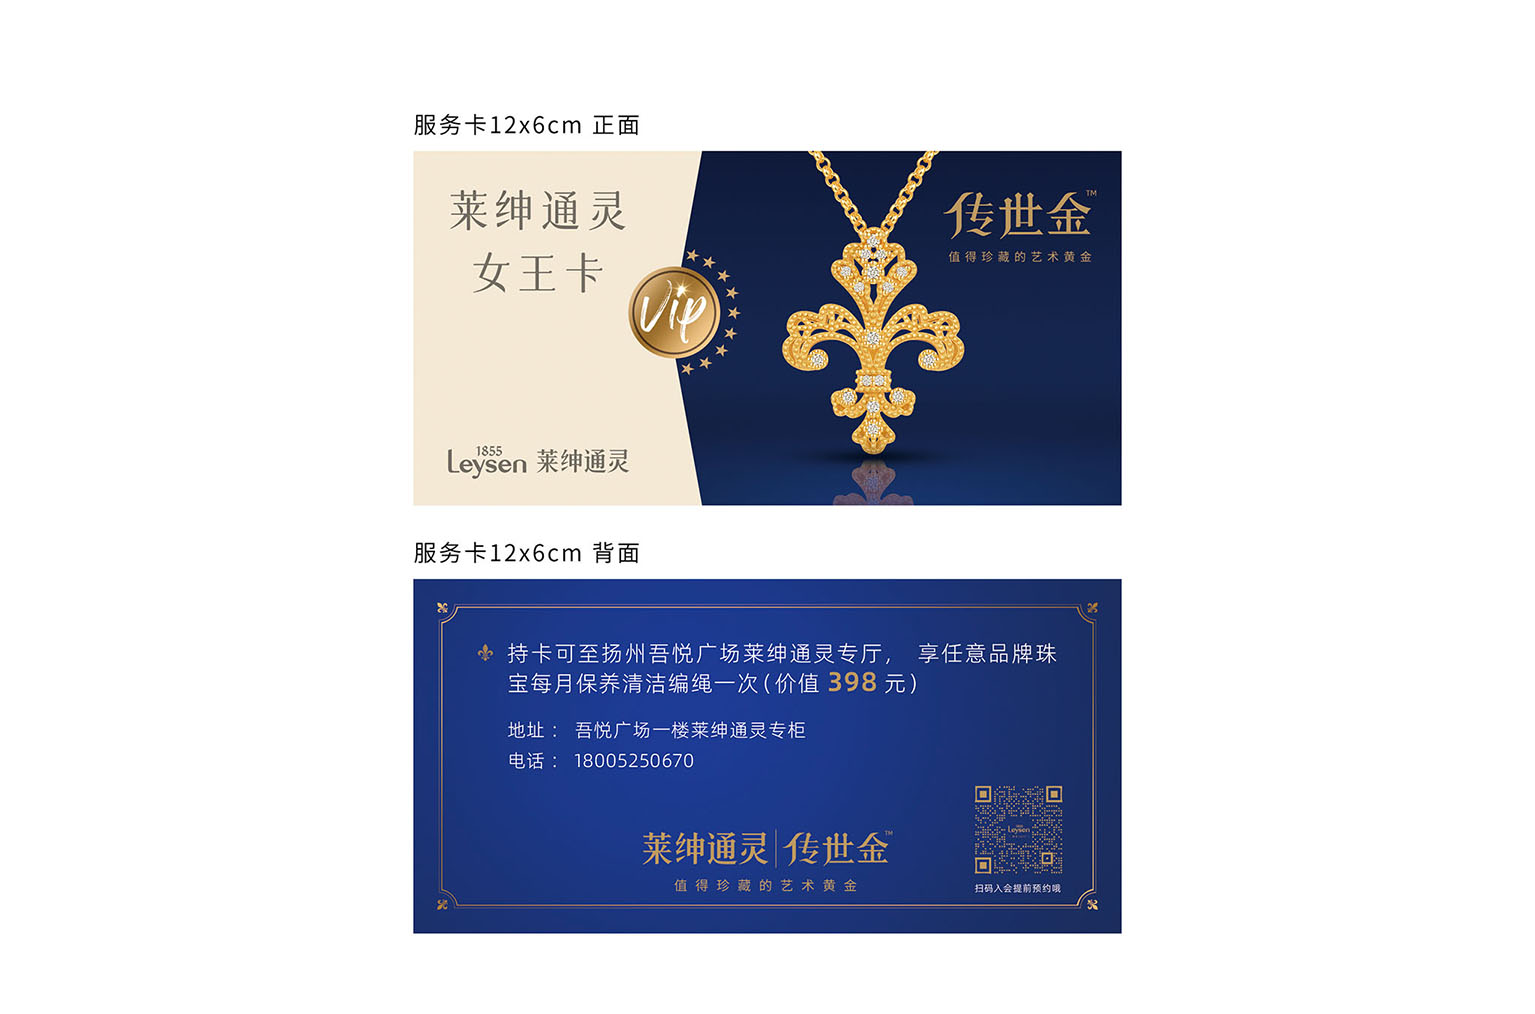 服务卡12x6cm 正面
莱绅通灵
女王卡
Vip
传世金™
值得珍藏的艺术黄金
1855
Leysen 莱绅通灵
服务卡12x6cm 背面
持卡可至扬州吾悦广场莱绅通灵专厅， 享任意品牌珠
宝每月保养清洁编绳一次(价值 398 元)
地址： 吾悦广场一楼莱绅通灵专柜
电话： 18005250670
莱绅通灵|传世金™
值得珍藏的艺术黄金
Leysen
扫码入会提前预约哦